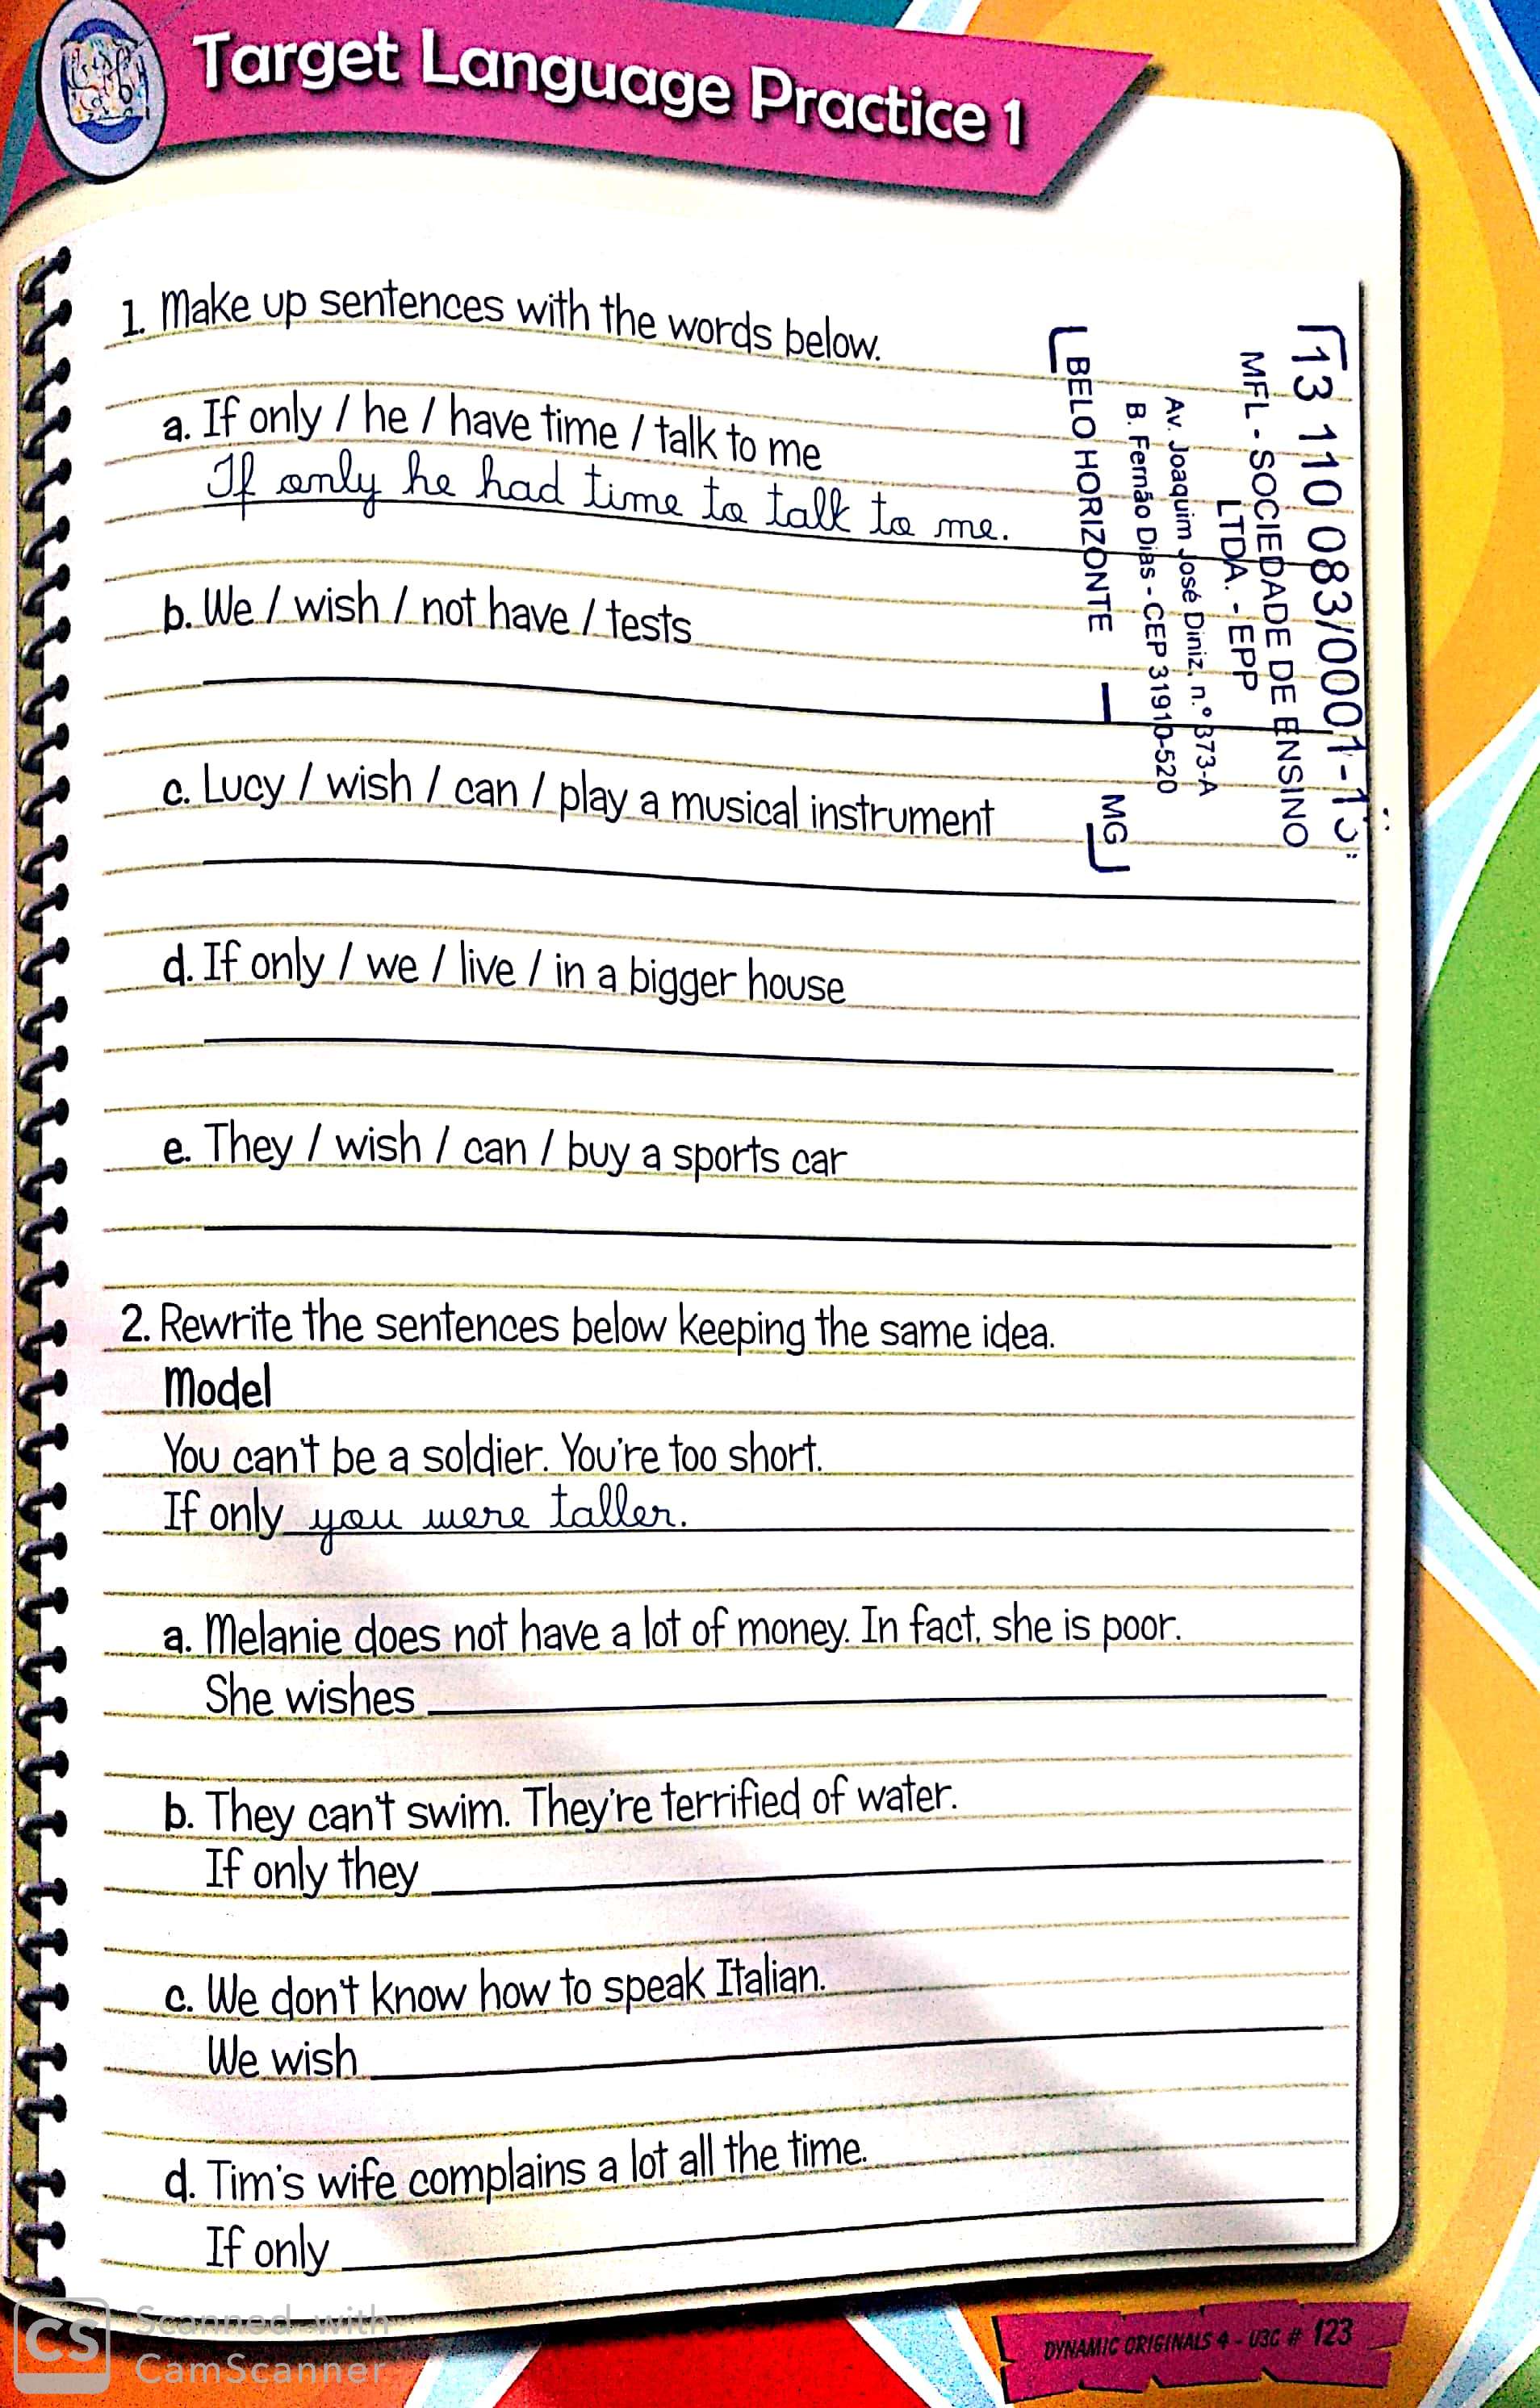 Target Language Practice 1
1. Make up sentences with the words below.
a. If only / he / have time / talk to me
If only he had time to talk to me.
b. We / wish / not have / tests
c. Lucy / wish / can / play a musical instrument
d. If only / we / live / in a bigger house
e. They / wish / can / buy a sports car
13 110 083/0001-
MFL - SOCIEDADE DE ENSINO
LTDA. - EPP
Av. Joaquim José Diniz, n.º 373-A
B. Fernão Dias - CEP 31910-520
BELO HORIZONTE — MG
2. Rewrite the sentences below keeping the same idea.
Model
You can't be a soldier. You're too short.
If only you were taller.
a. Melanie does not have a lot of money. In fact, she is poor.
She wishes
b. They can't swim. They're terrified of water.
If only they
c. We don't know how to speak Italian.
We wish
d. Tim's wife complains a lot all the time.
If only
CS Scanned with
CamScanner
DYNAMIC ORIGINALS 4 - U3C # 123